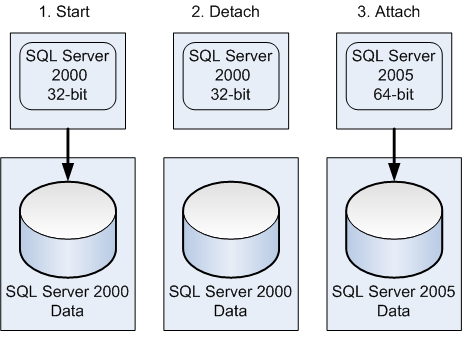 1. Start
2. Detach
3. Attach
SQL Server
2000
32-bit
SQL Server
2000
32-bit
SQL Server
2005
64-bit
SQL Server 2000
Data
SQL Server 2000
Data
SQL Server 2005
Data